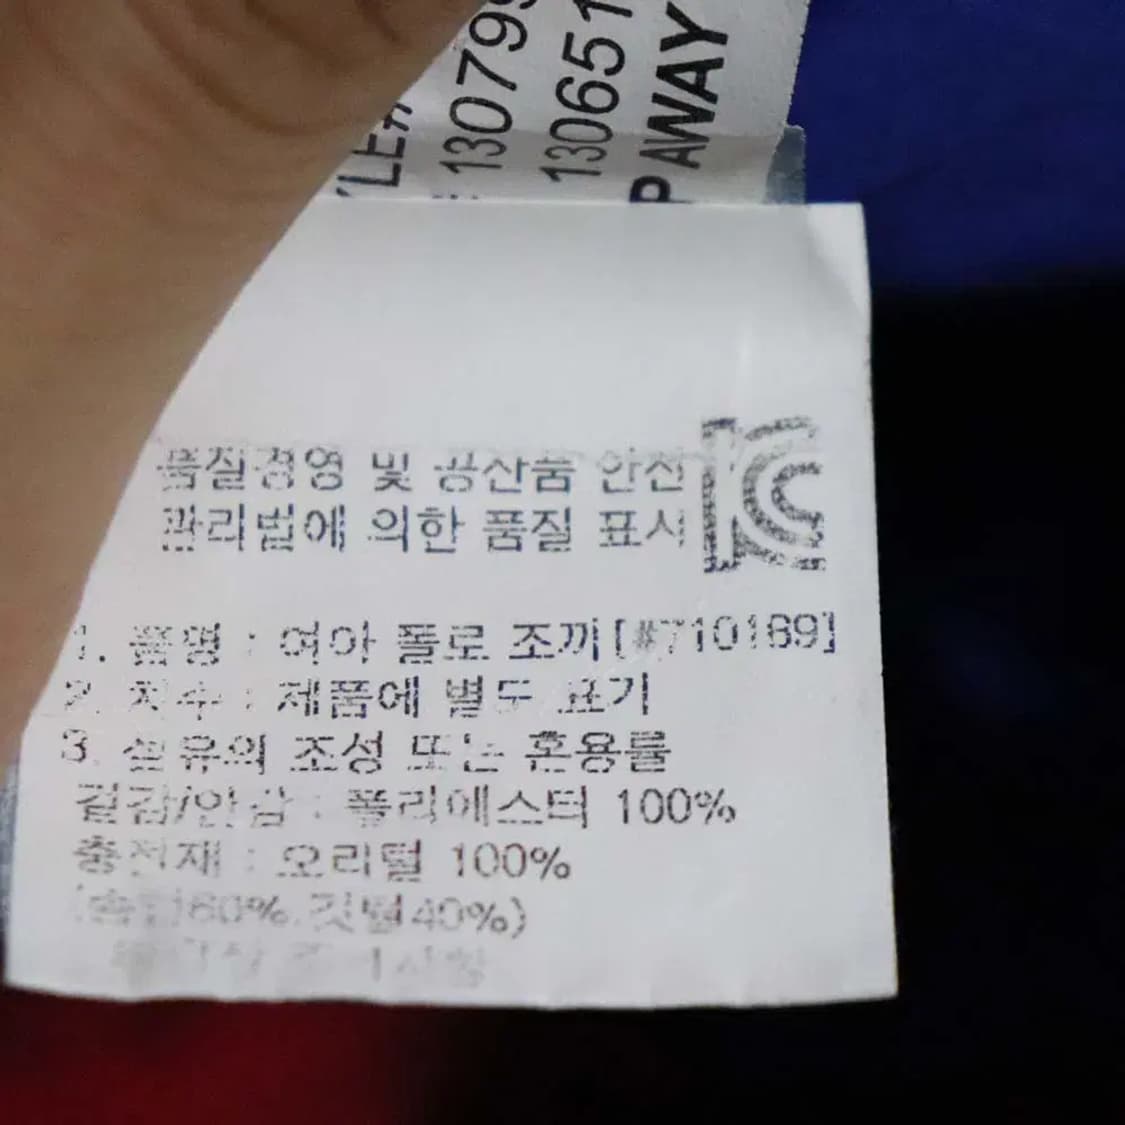 13079
130651
P AWAY
품질경영 및 공산품 안전
관리법에 의한 품질 표시
KC
1. 품명 : 여아 폴로 조끼 [#710189]
2. 치수 : 제품에 별도 표기
3. 섬유의 조성 또는 혼용률
겉감/안감 : 폴리에스터 100%
충전재 : 오리털 100%
(솜털60%, 깃털40%)